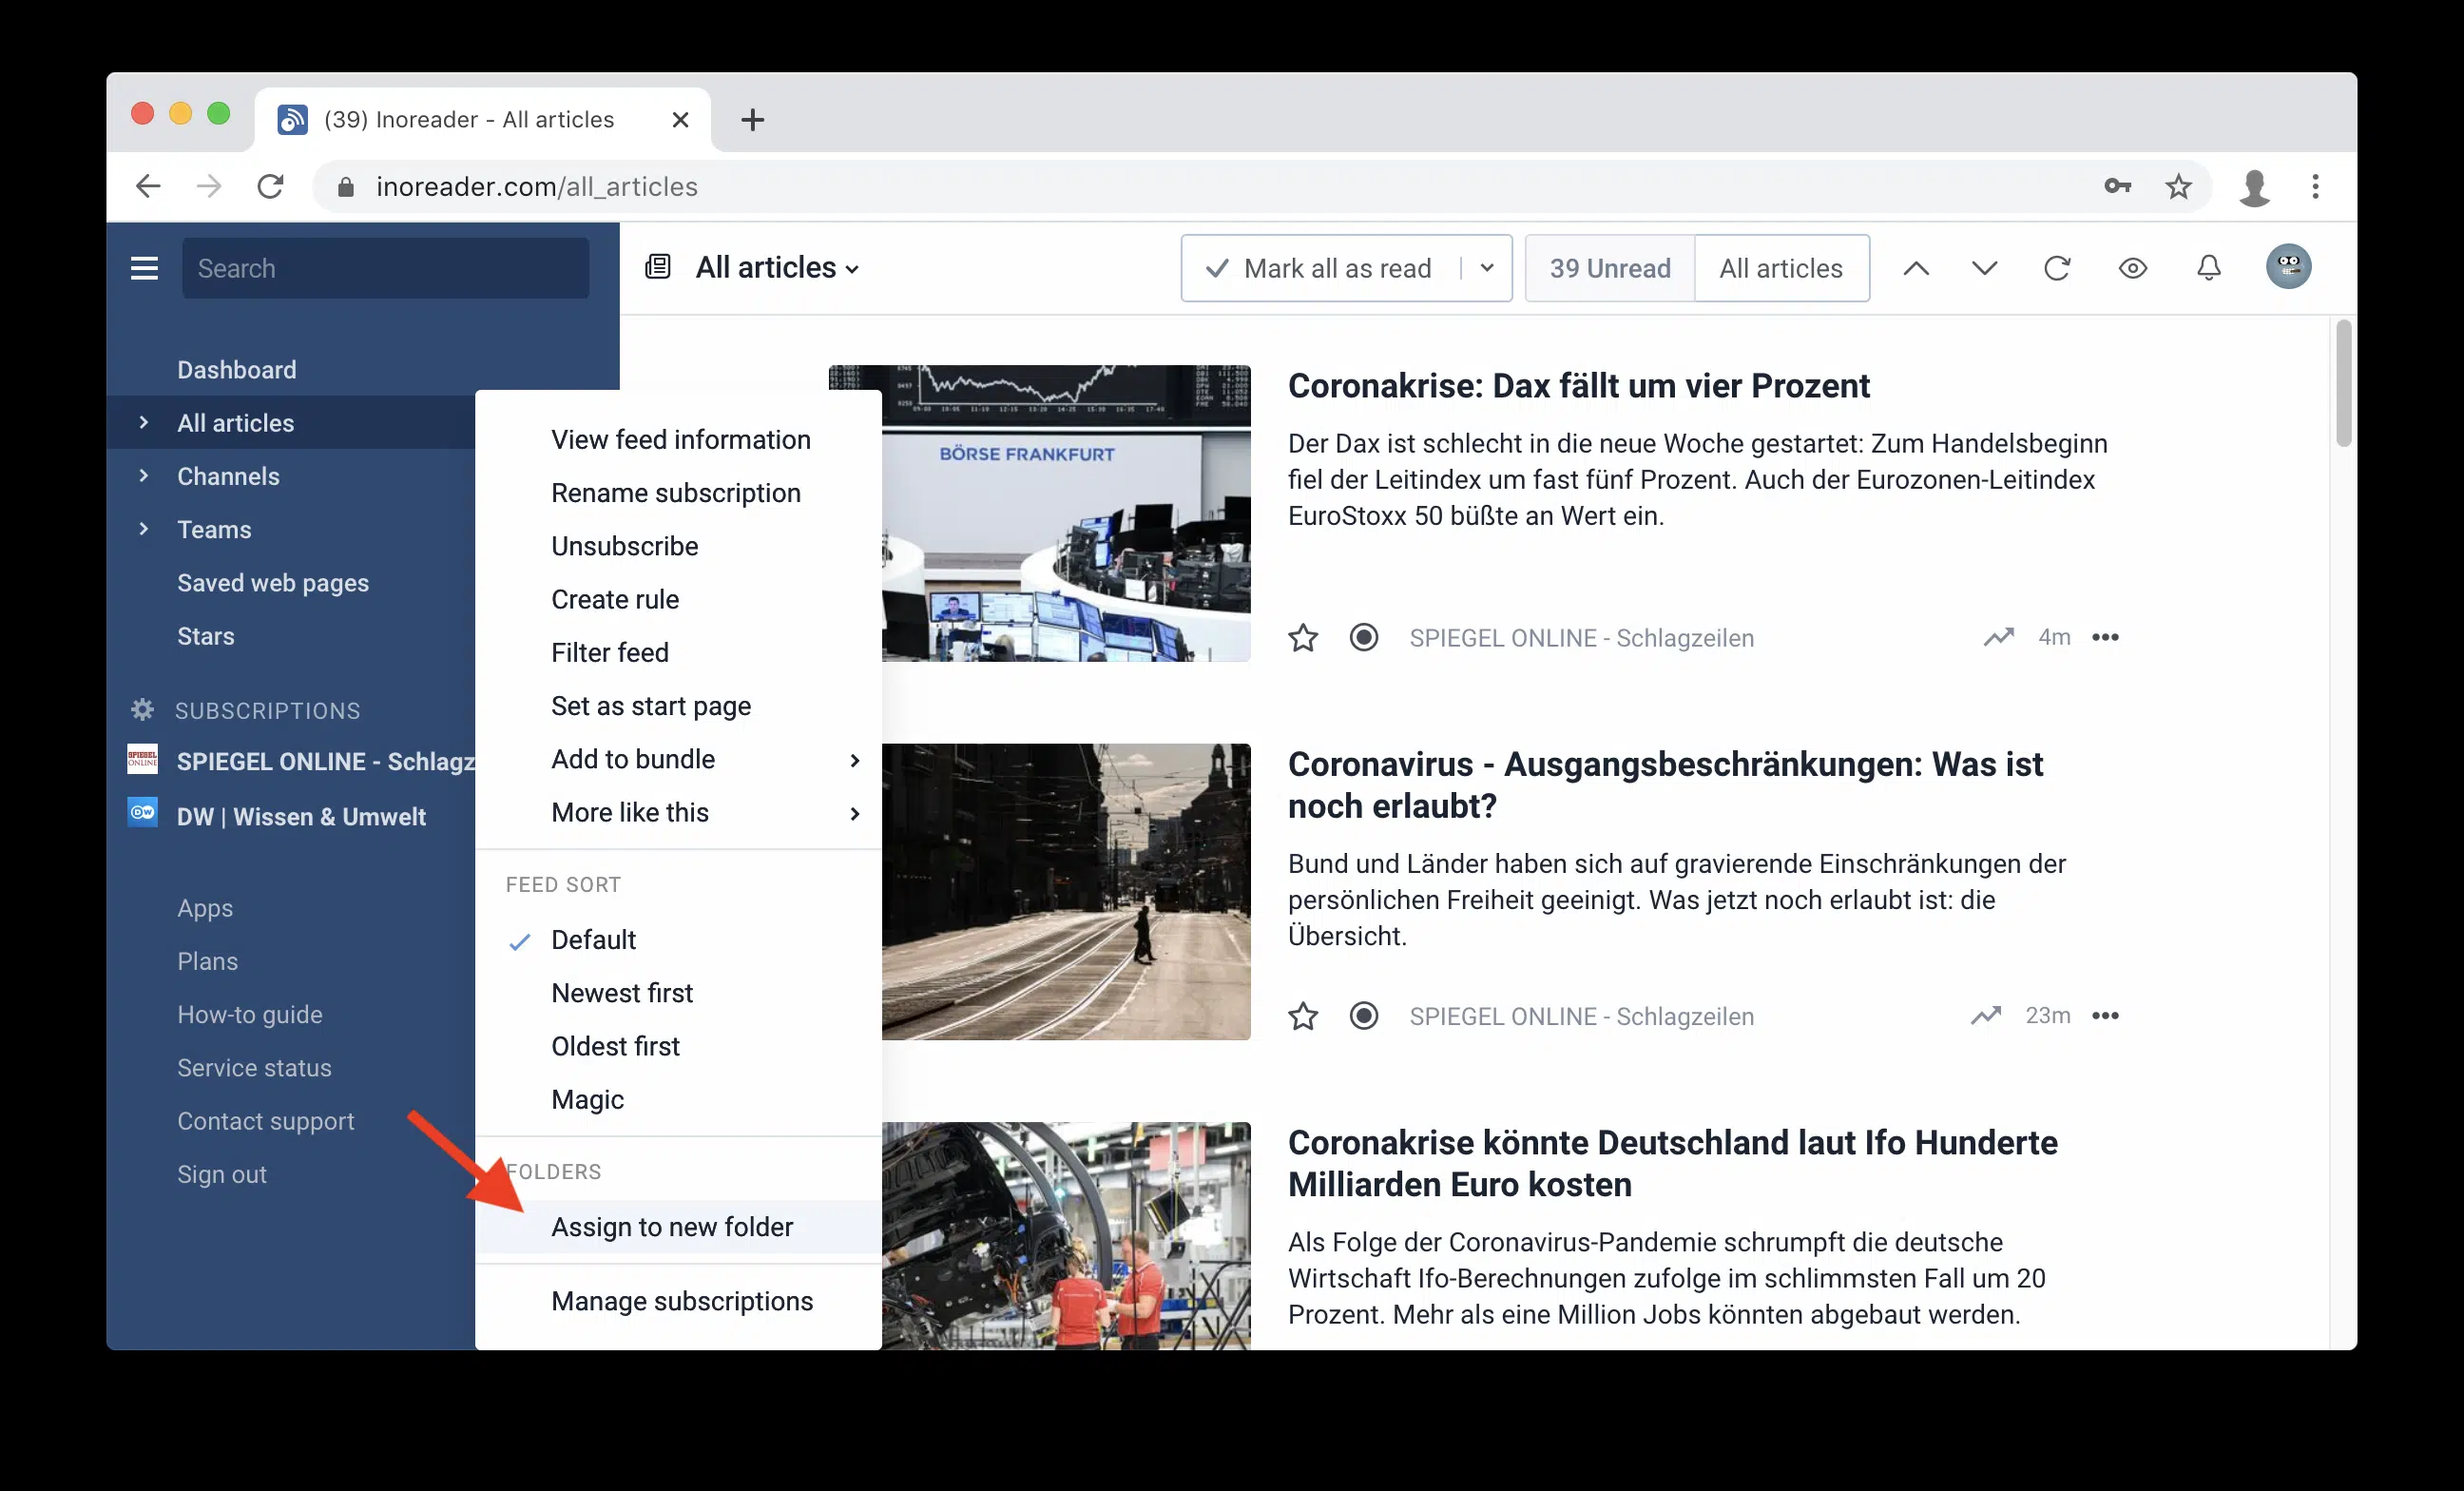 (39) Inoreader - All articles
inoreader.com/all_articles
Search
All articles
Mark all as read
39 Unread
All articles
Dashboard
All articles
Channels
Teams
Saved web pages
Stars
SUBSCRIPTIONS
SPIEGEL ONLINE
SPIEGEL ONLINE - Schlagz
DW
DW | Wissen & Umwelt
Apps
Plans
How-to guide
Service status
Contact support
Sign out
View feed information
Rename subscription
Unsubscribe
Create rule
Filter feed
Set as start page
Add to bundle
More like this
FEED SORT
Default
Newest first
Oldest first
Magic
FOLDERS
Assign to new folder
Manage subscriptions
BÖRSE FRANKFURT
Coronakrise: Dax fällt um vier Prozent
Der Dax ist schlecht in die neue Woche gestartet: Zum Handelsbeginn
fiel der Leitindex um fast fünf Prozent. Auch der Eurozonen-Leitindex
EuroStoxx 50 büßte an Wert ein.
SPIEGEL ONLINE - Schlagzeilen
4m
Coronavirus - Ausgangsbeschränkungen: Was ist
noch erlaubt?
Bund und Länder haben sich auf gravierende Einschränkungen der
persönlichen Freiheit geeinigt. Was jetzt noch erlaubt ist: die
Übersicht.
SPIEGEL ONLINE - Schlagzeilen
23m
Coronakrise könnte Deutschland laut Ifo Hunderte
Milliarden Euro kosten
Als Folge der Coronavirus-Pandemie schrumpft die deutsche
Wirtschaft Ifo-Berechnungen zufolge im schlimmsten Fall um 20
Prozent. Mehr als eine Million Jobs könnten abgebaut werden.